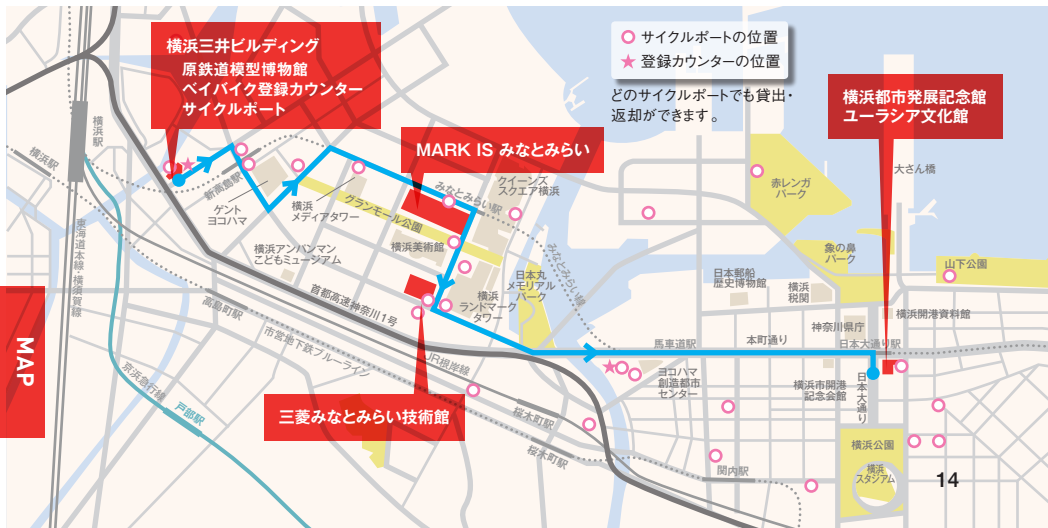 横浜三井ビルディング
原鉄道模型博物館
ベイバイク登録カウンター
サイクルポート
サイクルポートの位置
登録カウンターの位置
どのサイクルポートでも貸出・
返却ができます。
横浜都市発展記念館
ユーラシア文化館
MARK IS みなとみらい
三菱みなとみらい技術館
MAP
横浜駅
横浜駅
新高島駅
ゲント
ヨコハマ
横浜
メディアタワー
グランモール公園
みなとみらい駅
クイーンズ
スクエア横浜
横浜アンパンマン
こどもミュージアム
横浜美術館
横浜
ランドマーク
タワー
日本丸
メモリアル
パーク
みなとみらい線
首都高速神奈川1号
東海道本線・横須賀線
高島町駅
市営地下鉄ブルーライン
JR根岸線
京浜急行線
戸部駅
桜木町駅
桜木町駅
馬車道駅
本町通り
ヨコハマ
創造都市
センター
日本郵船
歴史博物館
横浜
税関
神奈川県庁
日本大通り駅
横浜開港資料館
横浜市開港
記念会館
日本大通り
赤レンガ
パーク
大さん橋
象の鼻
パーク
山下公園
関内駅
横浜公園
横浜
スタジアム
14